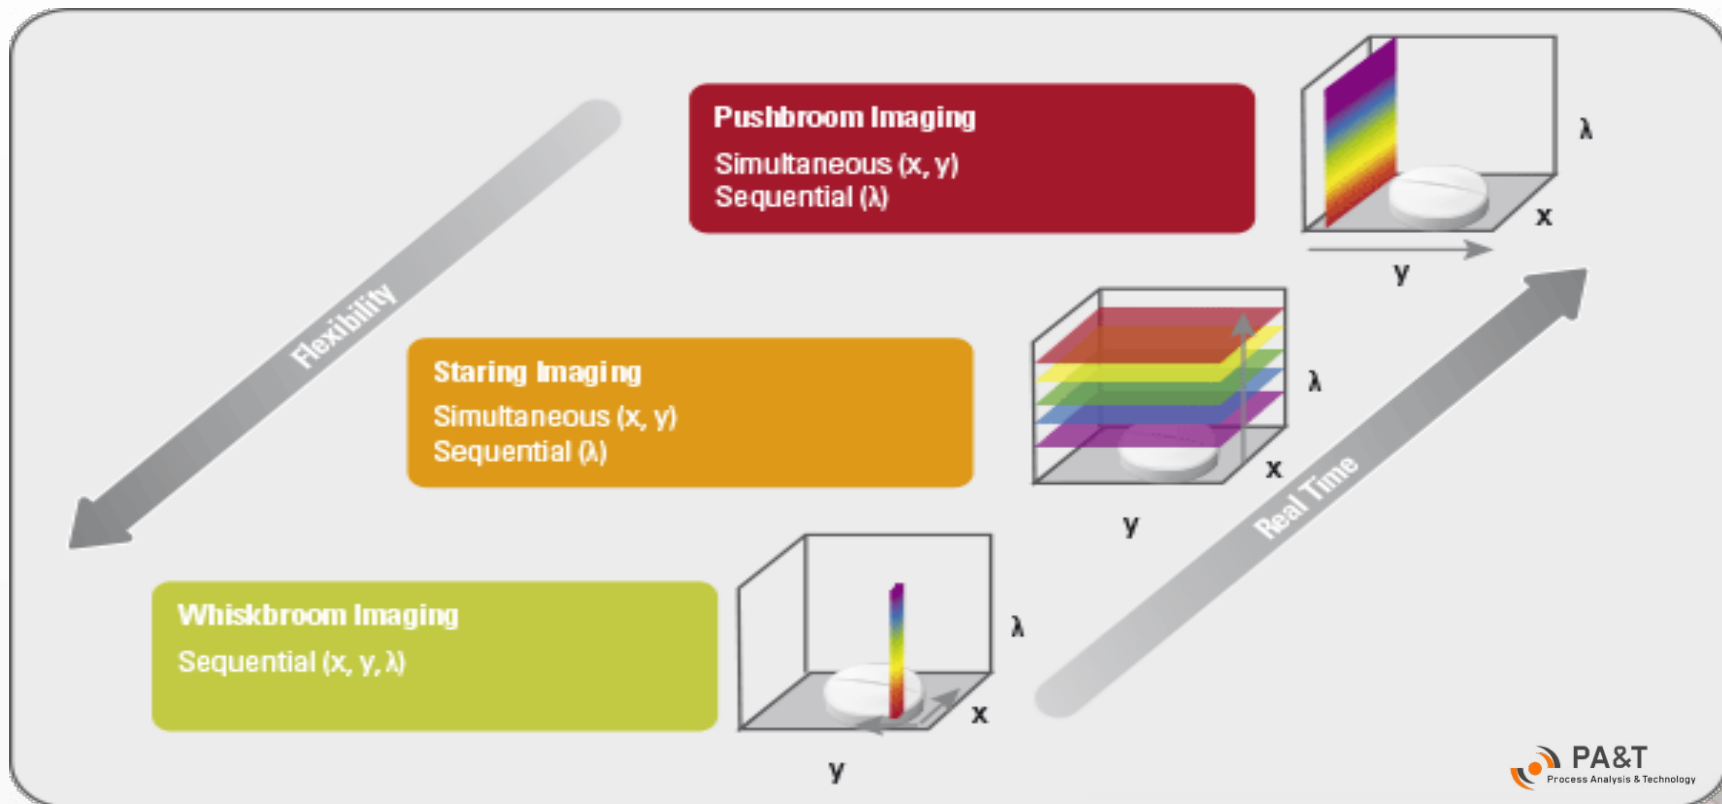 Pushbroom Imaging
Simultaneous (x, y)
Sequential (λ)
λ
x
y
Flexibility
Staring Imaging
Simultaneous (x, y)
Sequential (λ)
λ
x
y
Real Time
Whiskbroom Imaging
Sequential (x, y, λ)
λ
x
y
PA&T
Process Analysis & Technology